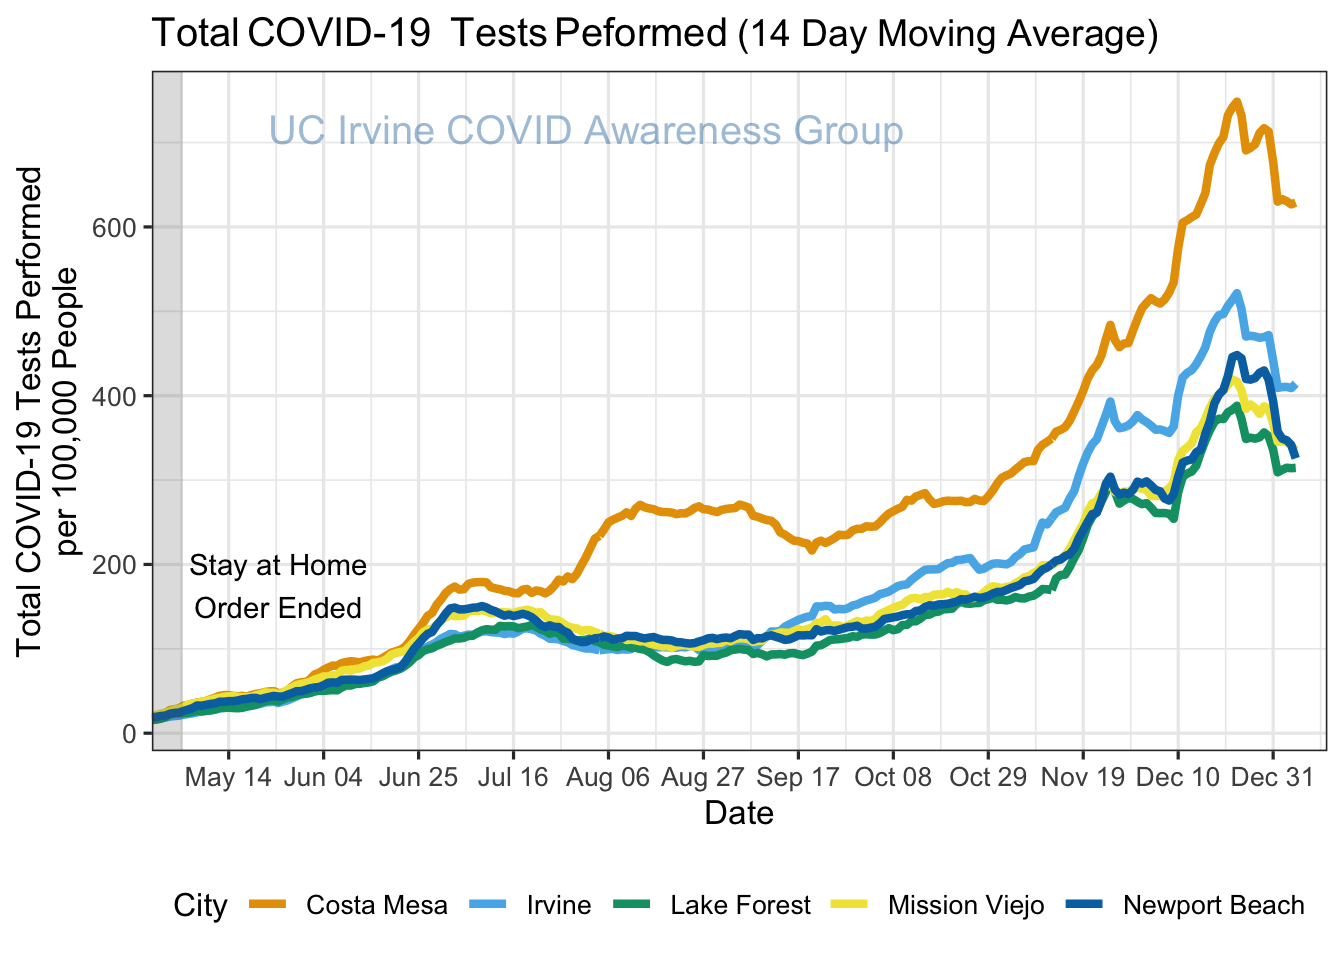 Total COVID-19  Tests Peformed (14 Day Moving Average)
UC Irvine COVID Awareness Group
Total COVID-19 Tests Performed
per 100,000 People
600
400
200
0
Stay at Home
Order Ended
May 14 Jun 04 Jun 25 Jul 16 Aug 06 Aug 27 Sep 17 Oct 08 Oct 29 Nov 19 Dec 10 Dec 31
Date
City Costa Mesa Irvine Lake Forest Mission Viejo Newport Beach